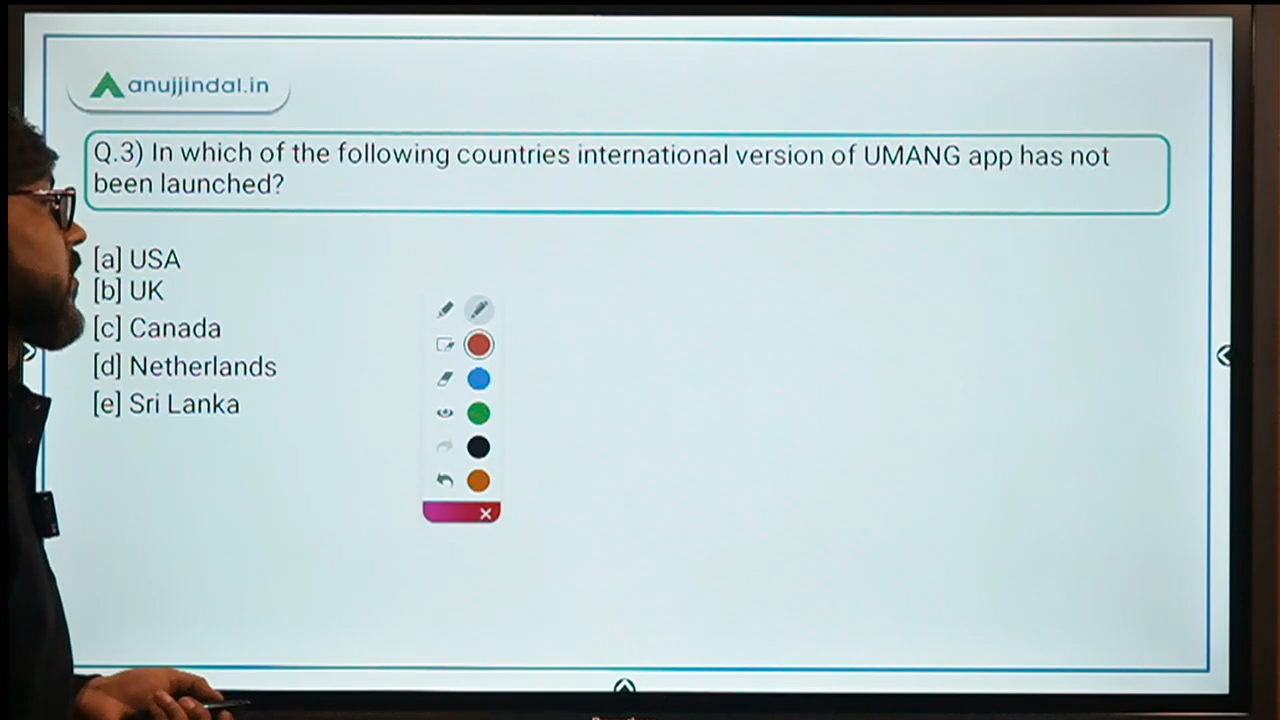 anujjindal.in
Q.3) In which of the following countries international version of UMANG app has not
been launched?
[a] USA
[b] UK
[c] Canada
[d] Netherlands
[e] Sri Lanka